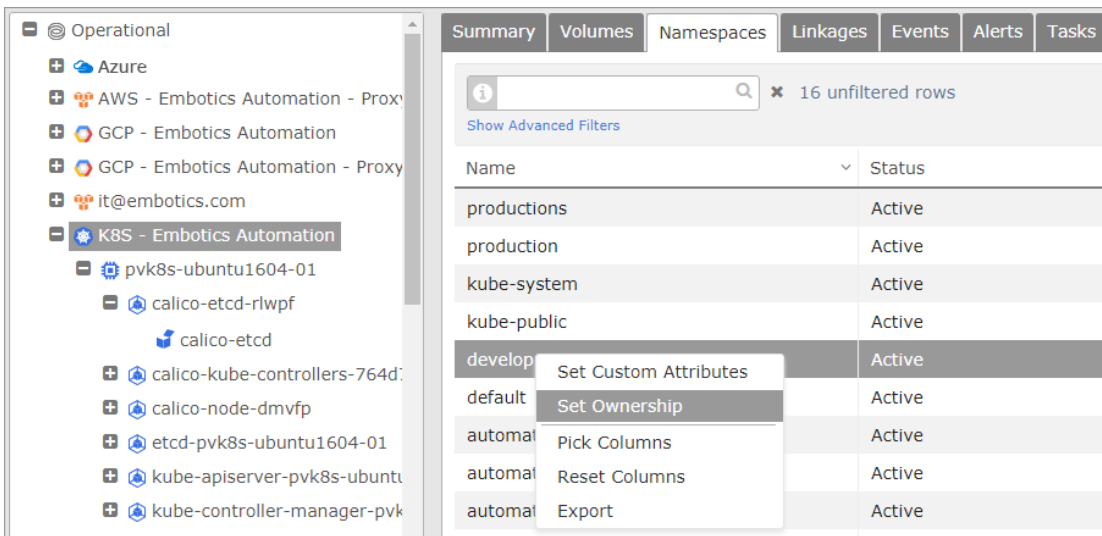 Operational
Azure
AWS - Embotics Automation - Prox
GCP - Embotics Automation
GCP - Embotics Automation - Proxy
it@embotics.com
K8S - Embotics Automation
pvk8s-ubuntu1604-01
calico-etcd-rlwpf
calico-etcd
calico-kube-controllers-764d
calico-node-dmvfp
etcd-pvk8s-ubuntu1604-01
kube-apiserver-pvk8s-ubunt
kube-controller-manager-pvk
Summary Volumes Namespaces Linkages Events Alerts Tasks
16 unfiltered rows
Show Advanced Filters
Name Status
productions Active
production Active
kube-system Active
kube-public Active
develop Active
default Active
automat Active
automat Active
automat Active
Set Custom Attributes
Set Ownership
Pick Columns
Reset Columns
Export